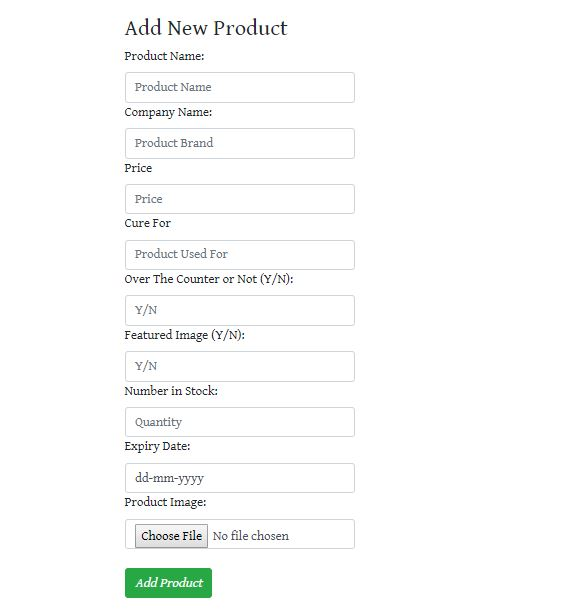 Add New Product
Product Name:
Product Name
Company Name:
Product Brand
Price
Price
Cure For
Product Used For
Over The Counter or Not (Y/N):
Y/N
Featured Image (Y/N):
Y/N
Number in Stock:
Quantity
Expiry Date:
dd-mm-yyyy
Product Image:
Choose File No file chosen
Add Product